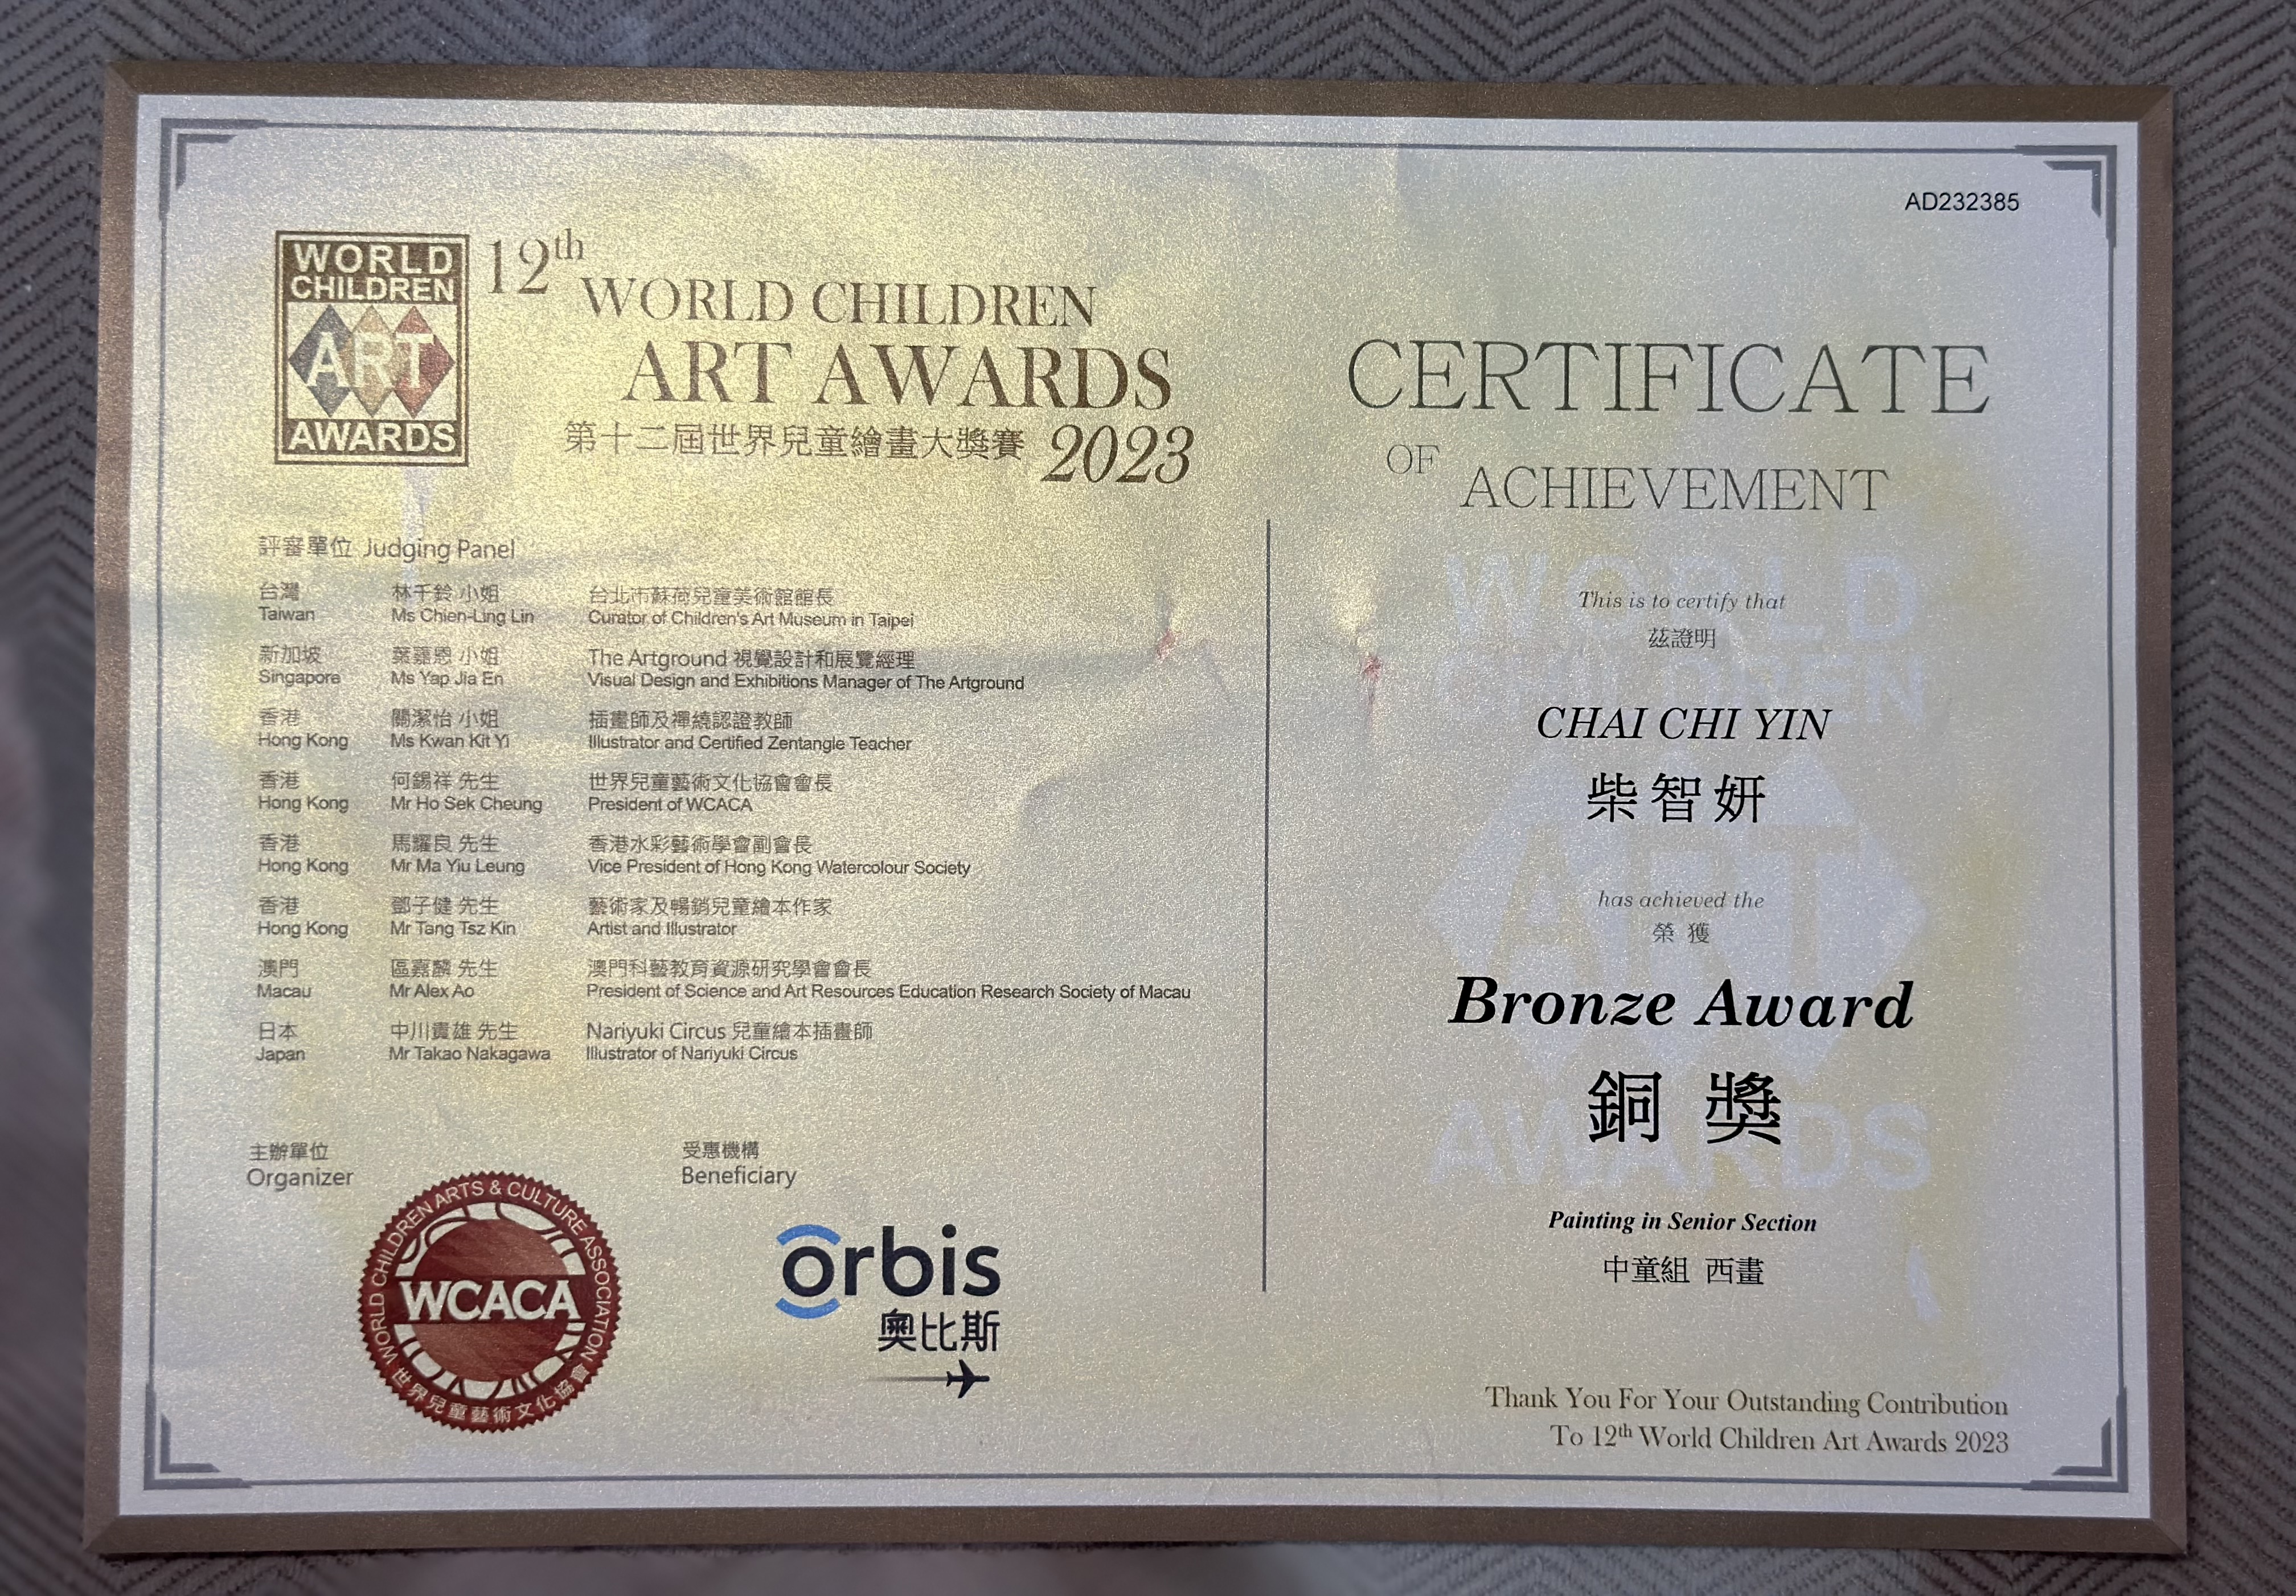 AD232385
WORLD
CHILDREN
ART
AWARDS
12th
WORLD CHILDREN
ART AWARDS
第十二屆世界兒童繪畫大獎賽 2023
評審單位 Judging Panel
台灣 林千鈴 小姐 台北市蘇荷兒童美術館館長
Taiwan Ms Chien-Ling Lin Curator of Children's Art Museum in Taipei
新加坡 葉嘉恩 小姐 The Artground 視覺設計和展覽經理
Singapore Ms Yap Jia En Visual Design and Exhibitions Manager of The Artground
香港 關潔怡 小姐 插畫師及禪繞認證教師
Hong Kong Ms Kwan Kit Yi Illustrator and Certified Zentangle Teacher
香港 何錫祥 先生 世界兒童藝術文化協會會長
Hong Kong Mr Ho Sek Cheung President of WCACA
香港 馬耀良 先生 香港水彩藝術學會副會長
Hong Kong Mr Ma Yiu Leung Vice President of Hong Kong Watercolour Society
香港 鄧子健 先生 藝術家及暢銷兒童繪本作家
Hong Kong Mr Tang Tsz Kin Artist and Illustrator
澳門 區嘉麟 先生 澳門科藝教育資源研究學會會長
Macau Mr Alex Ao President of Science and Art Resources Education Research Society of Macau
日本 中川貴雄 先生 Nariyuki Circus 兒童繪本插畫師
Japan Mr Takao Nakagawa Illustrator of Nariyuki Circus
主辦單位
Organizer
WORLD CHILDREN ARTS & CULTURE ASSOCIATION
WCACA
世界兒童藝術文化協會
受惠機構
Beneficiary
orbis
奧比斯
CERTIFICATE
OF ACHIEVEMENT
This is to certify that
茲證明
CHAI CHI YIN
柴智妍
has achieved the
榮 獲
Bronze Award
銅 獎
Painting in Senior Section
中童組 西畫
WORLD
CHILDREN
ART
AWARDS
Thank You For Your Outstanding Contribution
To 12th World Children Art Awards 2023